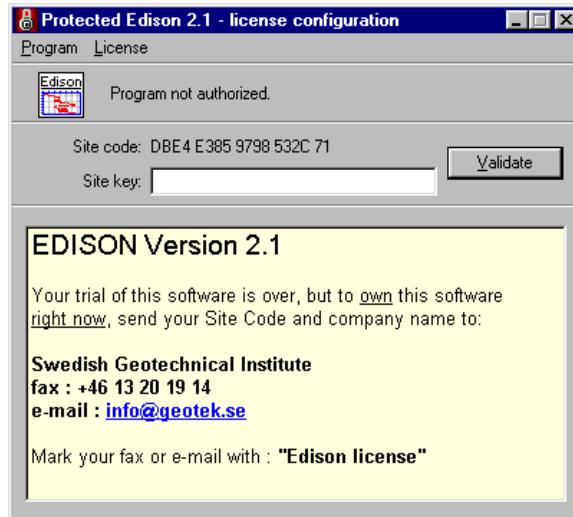 Protected Edison 2.1 - license configuration
Program License
Edison
Program not authorized.
Site code: DBE4 E385 9798 532C 71
Validate
Site key:
EDISON Version 2.1
Your trial of this software is over, but to own this software
right now, send your Site Code and company name to:
Swedish Geotechnical Institute
fax : +46 13 20 19 14
e-mail : info@geotek.se
Mark your fax or e-mail with : "Edison license"